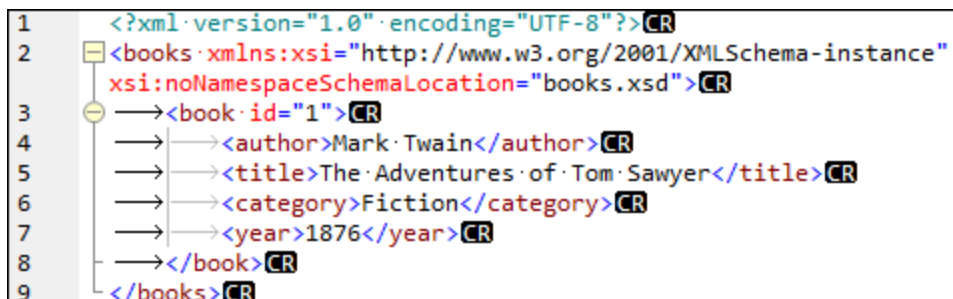 1 <?xml version="1.0" encoding="UTF-8"?>CR
2 <books xmlns:xsi="http://www.w3.org/2001/XMLSchema-instance"
xsi:noNamespaceSchemaLocation="books.xsd">CR
3 <book id="1">CR
4 <author>Mark Twain</author>CR
5 <title>The Adventures of Tom Sawyer</title>CR
6 <category>Fiction</category>CR
7 <year>1876</year>CR
8 </book>CR
9 </books>CR